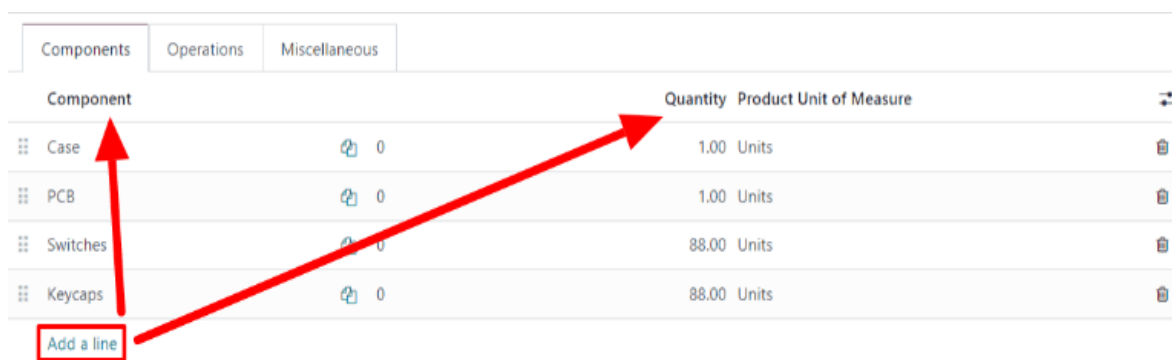 Components Operations Miscellaneous
Component Quantity Product Unit of Measure
Case 0 1.00 Units
PCB 0 1.00 Units
Switches 0 88.00 Units
Keycaps 0 88.00 Units
Add a line